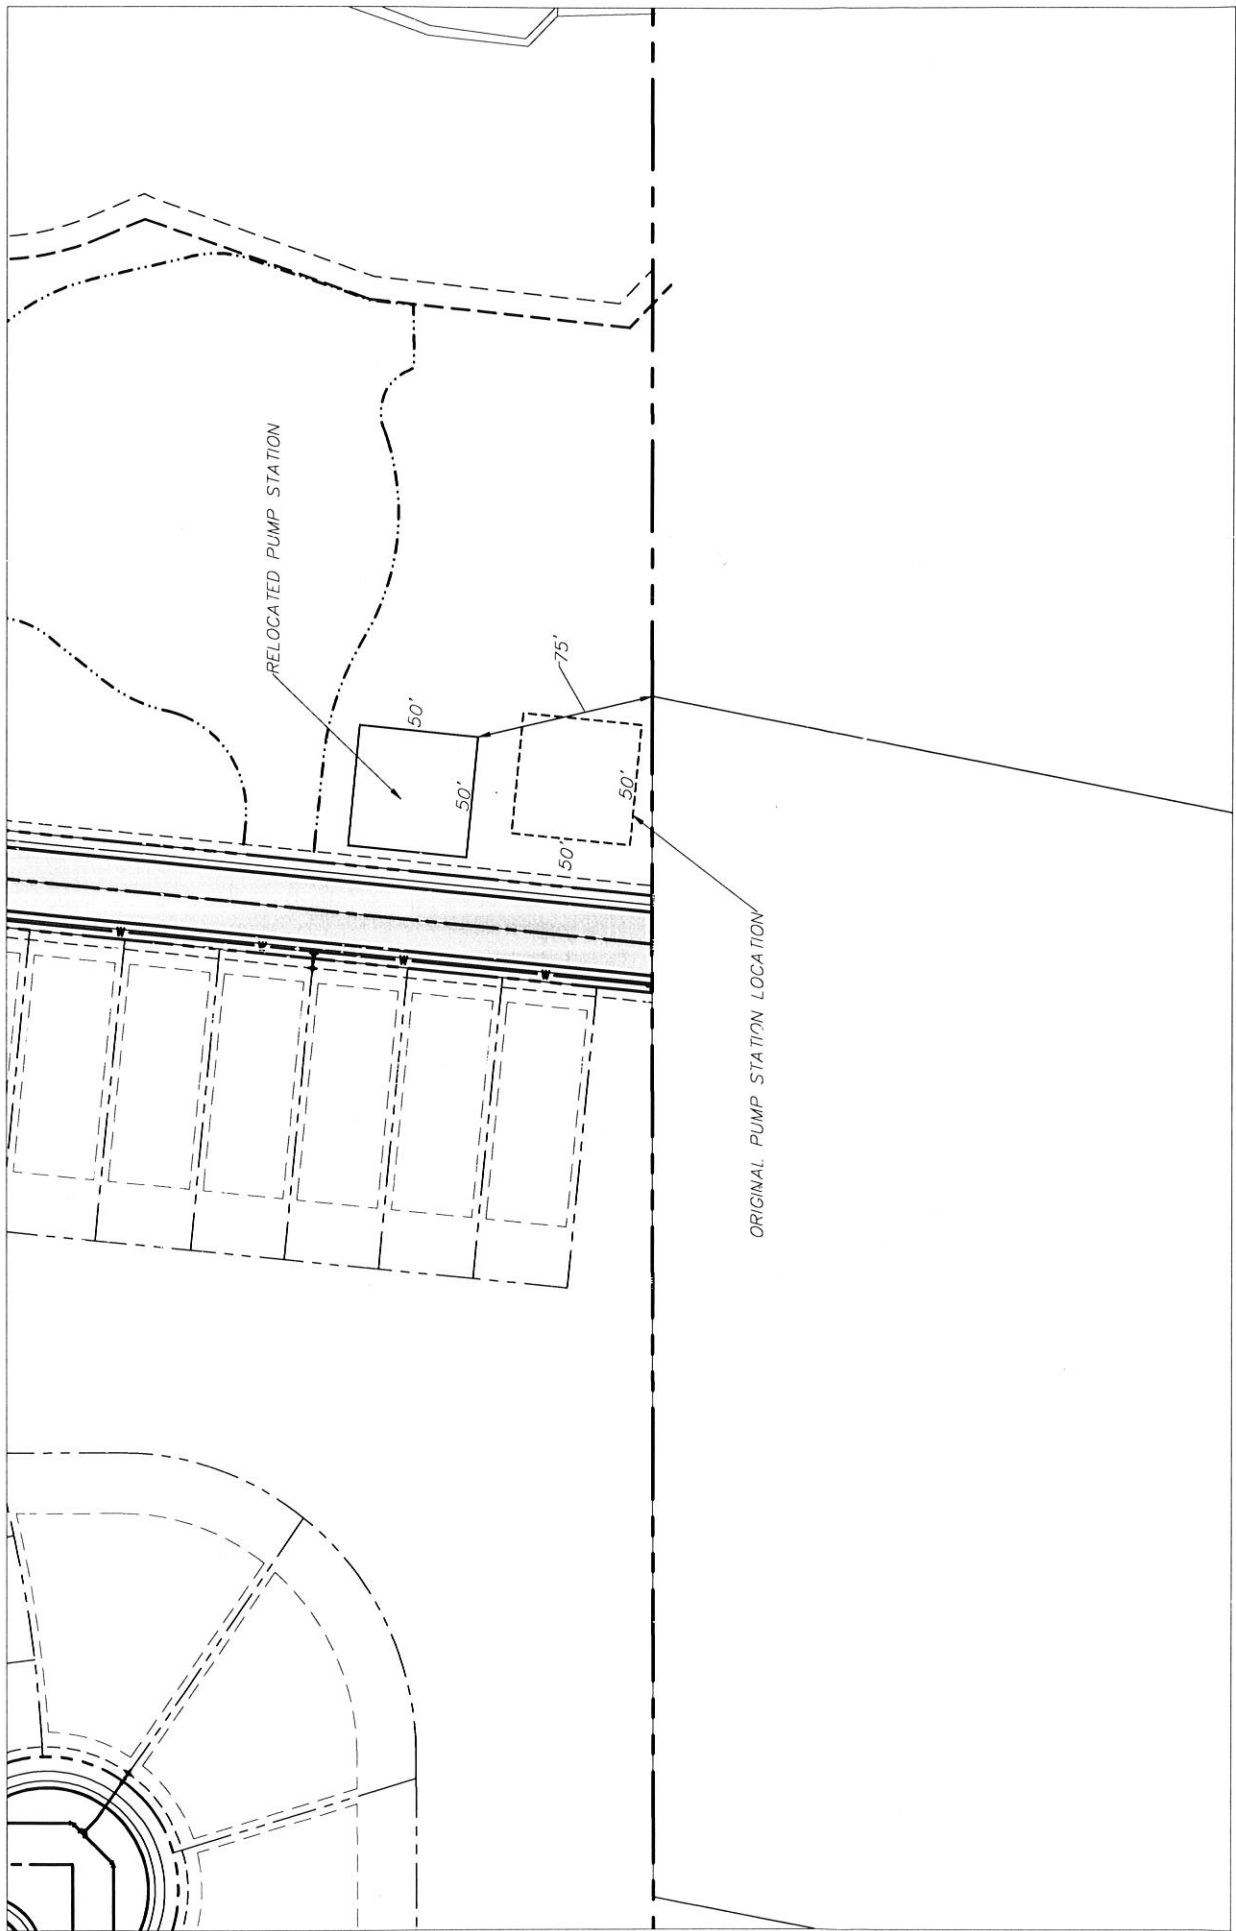 RELOCATED PUMP STATION
50'
50'
75'
50'
50'
ORIGINAL PUMP STATION LOCATION
W
W
W
W